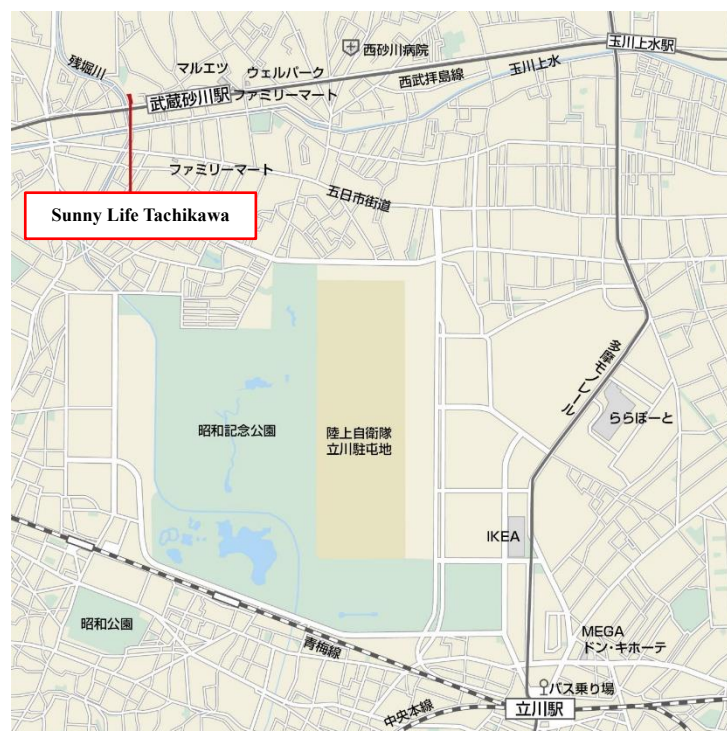 西砂川病院
玉川上水駅
残堀川
マルエツ
ウェルパーク
西武拝島線
玉川上水
武蔵砂川駅
ファミリーマート
ファミリーマート
五日市街道
Sunny Life Tachikawa
多摩モノレール
ららぽーと
昭和記念公園
陸上自衛隊
立川駐屯地
IKEA
昭和公園
青梅線
MEGA
ドン・キホーテ
バス乗り場
中央本線
立川駅